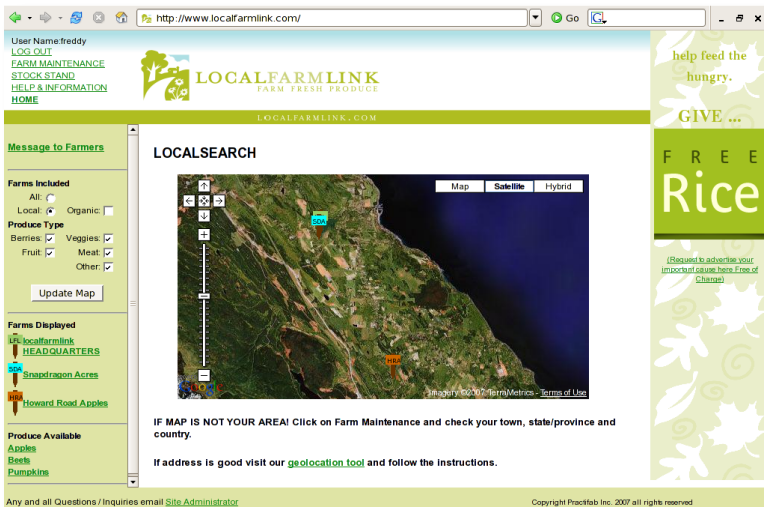 http://www.localfarmlink.com/
Go
G
User Name:freddy
LOG OUT
FARM MAINTENANCE
STOCK STAND
HELP & INFORMATION
HOME
LOCALFARMLINK
FARM FRESH PRODUCE
LOCALFARMLINK.COM
help feed the
hungry.
GIVE ...
FREE
Rice
(Request to advertise your
important cause here Free of
Charge)
Message to Farmers
Farms Included
All:
Local: Organic:
Produce Type
Berries: Veggies:
Fruit: Meat:
Other:
Update Map
Farms Displayed
LFL localfarmlink
HEADQUARTERS
SDA Snapdragon Acres
HRA Howard Road Apples
Produce Available
Apples
Beets
Pumpkins
LOCALSEARCH
Map Satellite Hybrid
SDA
HRA
Imagery ©2007 TerraMetrics - Terms of Use
IF MAP IS NOT YOUR AREA! Click on Farm Maintenance and check your town, state/province and
country.
If address is good visit our geolocation tool and follow the instructions.
Any and all Questions / Inquiries email Site Administrator
Copyright Practifab Inc. 2007 all rights reserved